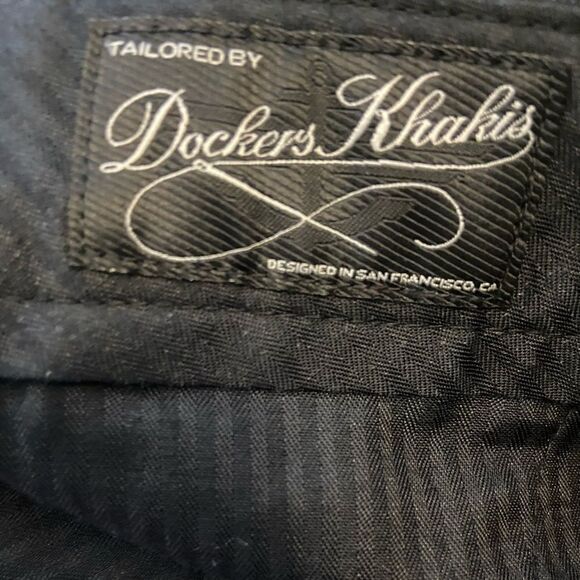 TAILORED BY
Dockers Khakis
DESIGNED IN SAN FRANCISCO, CA